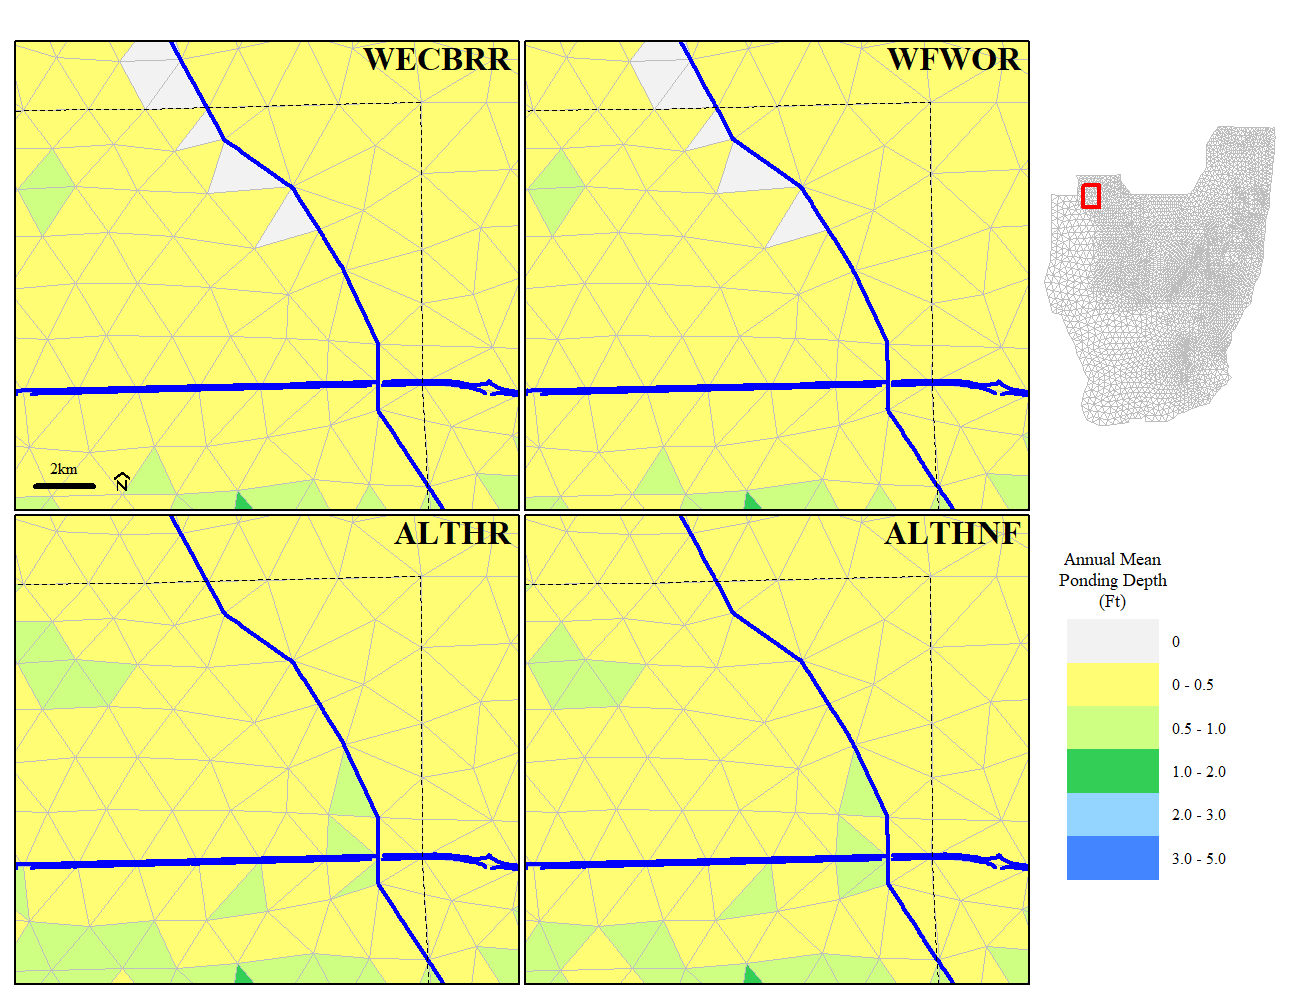 WECBRR
WFWOR
2km
N
ALTHR
ALTHNF
Annual Mean
Ponding Depth
(Ft)
0
0 - 0.5
0.5 - 1.0
1.0 - 2.0
2.0 - 3.0
3.0 - 5.0